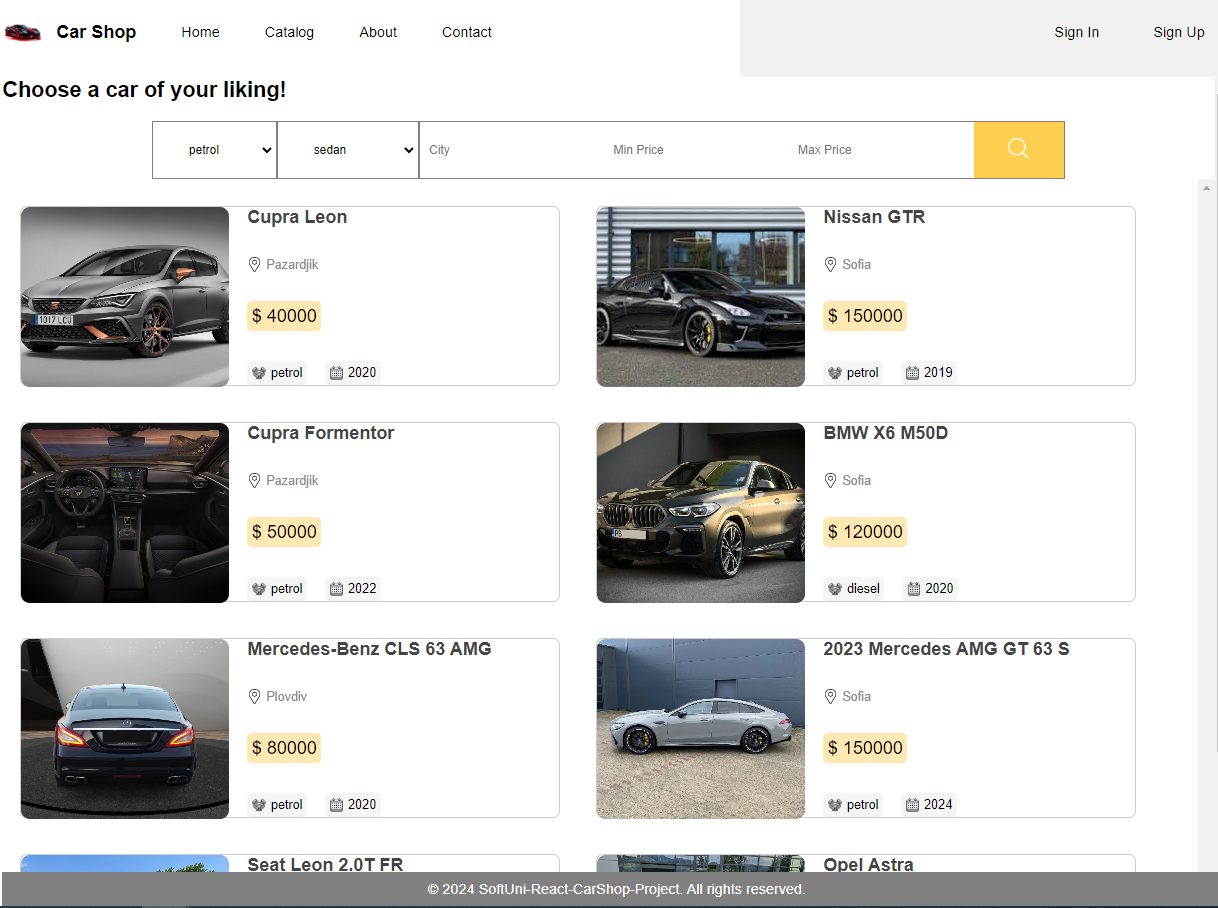 Car Shop Home Catalog About Contact Sign In Sign Up
Choose a car of your liking!
petrol sedan City Min Price Max Price
Cupra Leon
Pazardjik
$ 40000
petrol 2020
1017 LCU
Nissan GTR
Sofia
$ 150000
petrol 2019
Cupra Formentor
Pazardjik
$ 50000
petrol 2022
BMW X6 M50D
Sofia
$ 120000
diesel 2020
PB
Mercedes-Benz CLS 63 AMG
Plovdiv
$ 80000
petrol 2020
2023 Mercedes AMG GT 63 S
Sofia
$ 150000
petrol 2024
Seat Leon 2.0T FR
Opel Astra
© 2024 SoftUni-React-CarShop-Project. All rights reserved.